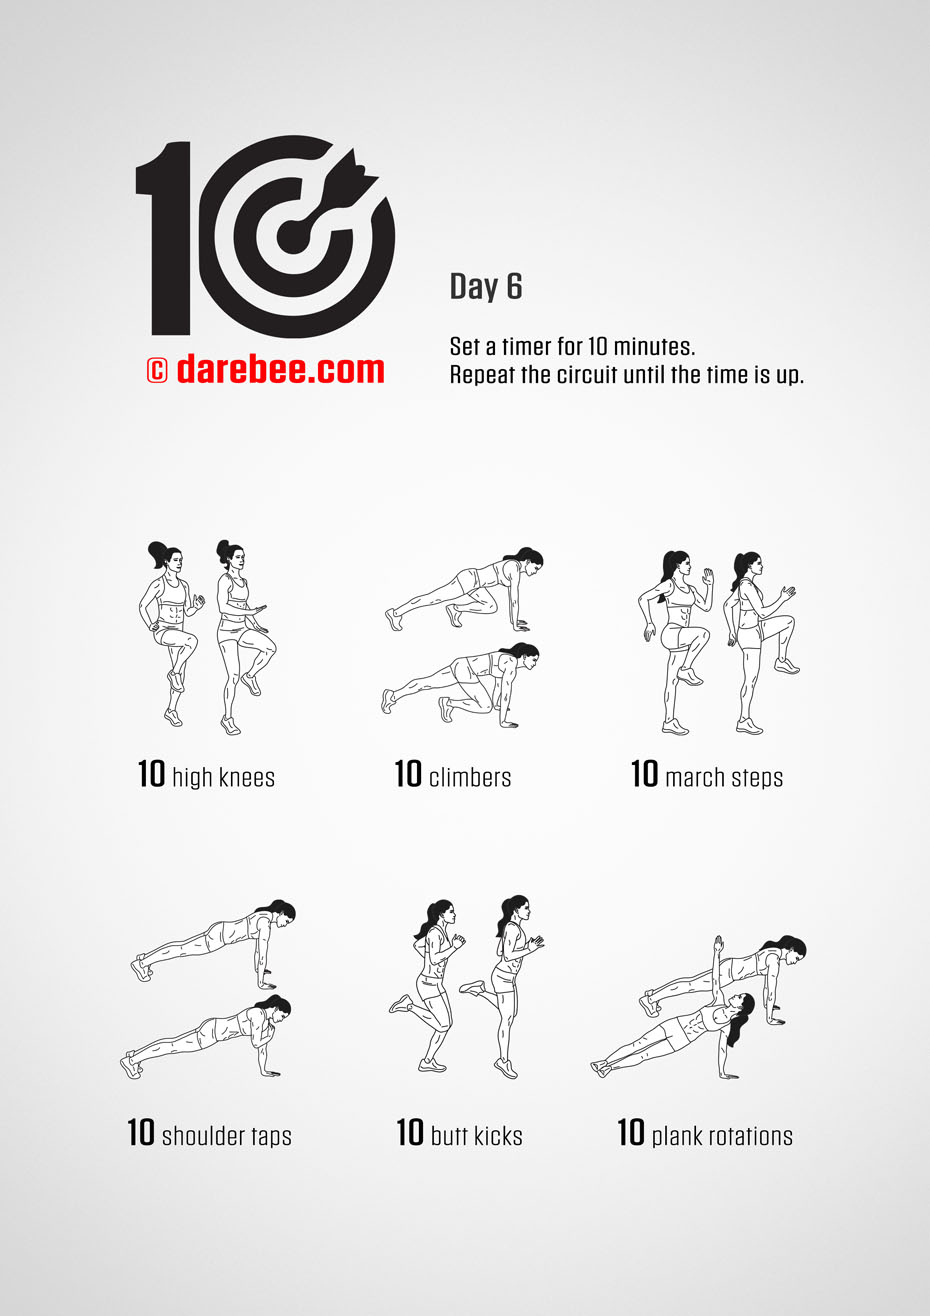 10
© darebee.com
Day 6
Set a timer for 10 minutes.
Repeat the circuit until the time is up.
10 high knees
10 climbers
10 march steps
10 shoulder taps
10 butt kicks
10 plank rotations